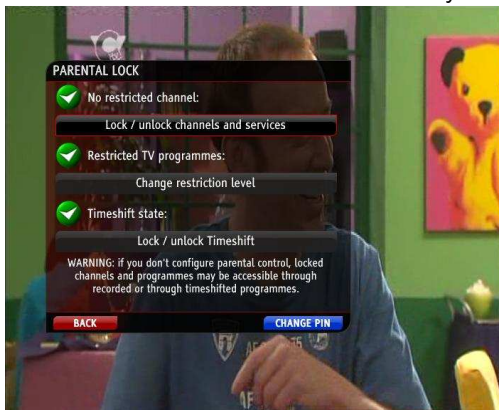 PARENTAL LOCK
No restricted channel:
Lock / unlock channels and services
Restricted TV programmes:
Change restriction level
Timeshift state:
Lock / unlock Timeshift
WARNING: if you don't configure parental control, locked
channels and programmes may be accessible through
recorded or through timeshifted programmes.
BACK
CHANGE PIN